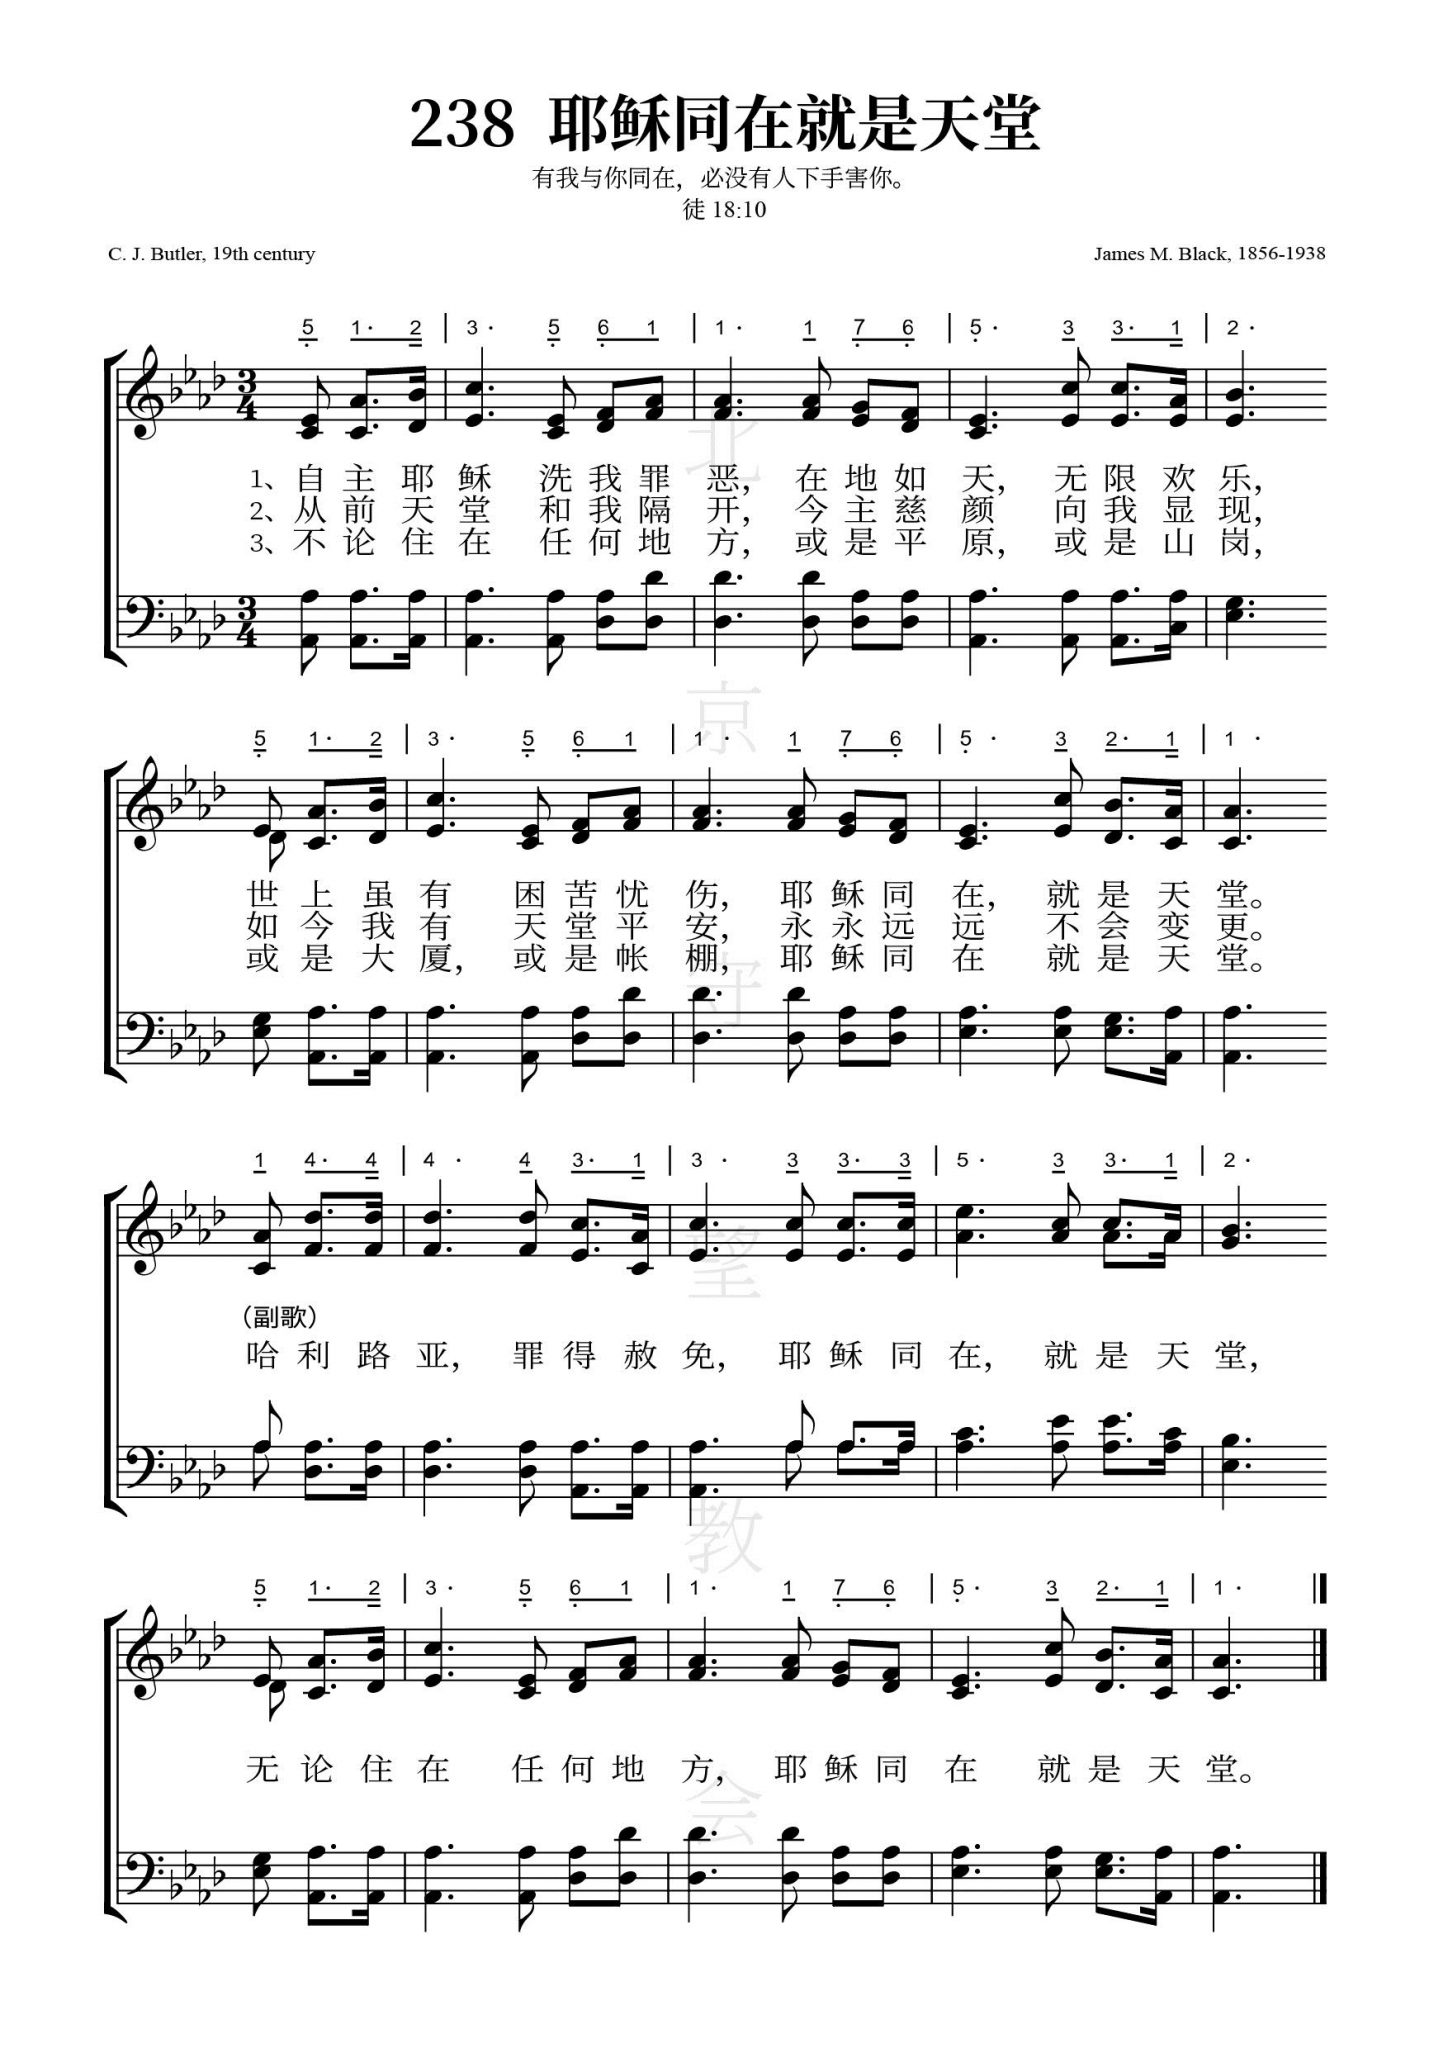 238 耶稣同在就是天堂
有我与你同在，必没有人下手害你。
徒 18:10
C. J. Butler, 19th century
James M. Black, 1856-1938
5 1· 2 | 3 · 5 6 1 | 1 · 1 7 6 | 5 · 3 3· 1 | 2 ·
3 4
1、自主耶稣 洗我罪恶，在地如天，无限欢乐，
2、从前天堂 和我隔开，今主慈颜 向我显现，
3、不论住在 任何地方，或是平原，或是山岗，
3 4
5 1· 2 | 3 · 5 6 1 | 1 · 1 7 6 | 5 · 3 2· 1 | 1 ·
世上虽有 困苦忧伤，耶稣同在，就是天堂。
如今我有 天堂平安，永永远远 不会变更。
或是大厦，或是帐棚，耶稣同在 就是天堂。
1 4· 4 | 4 · 4 3· 1 | 3 · 3 3· 3 | 5 · 3 3· 1 | 2 ·
（副歌）
哈利路亚，罪得赦免，耶稣同在，就是天堂，
5 1· 2 | 3 · 5 6 1 | 1 · 1 7 6 | 5 · 3 2· 1 | 1 ·
无论住在 任何地方，耶稣同在 就是天堂。
北京守望教会